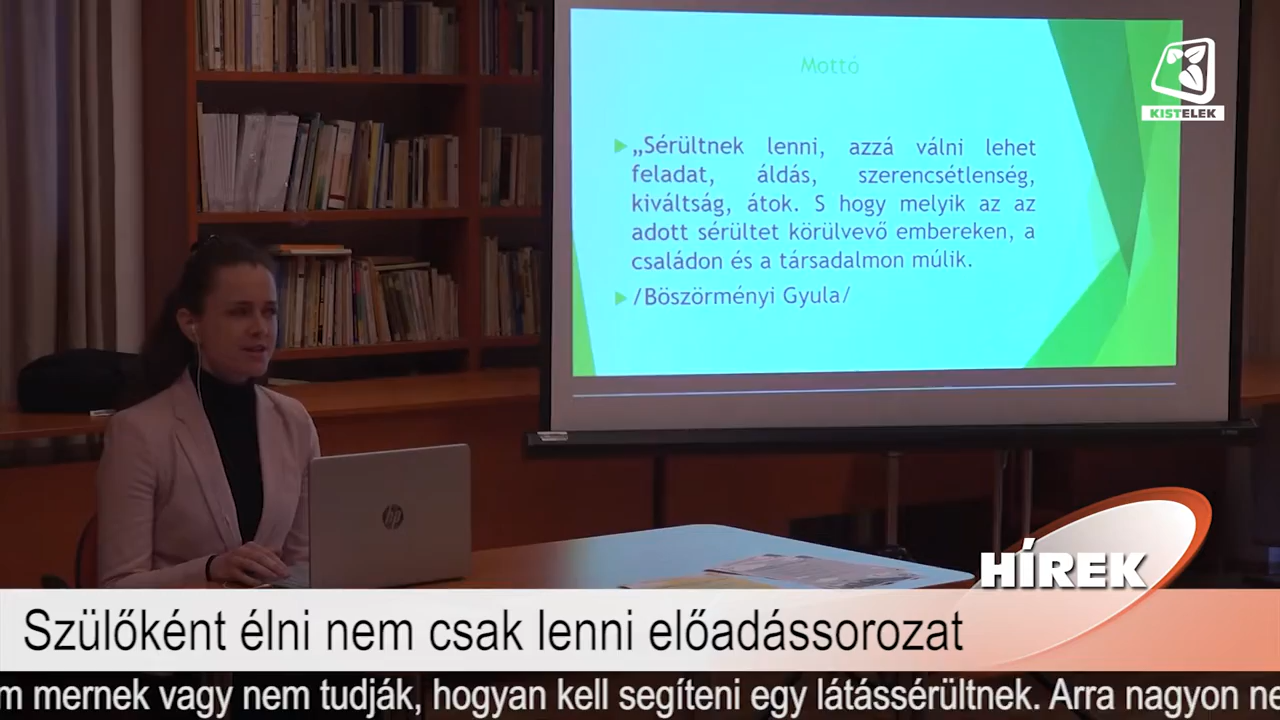 Mottó
KISTELEK
„Sérültnek lenni, azzá válni lehet
feladat, áldás, szerencsétlenség,
kiváltság, átok. S hogy melyik az az
adott sérültet körülvevő embereken, a
családon és a társadalmon múlik.
/Böszörményi Gyula/
hp
HÍREK
Szülőként élni nem csak lenni előadássorozat
m mernek vagy nem tudják, hogyan kell segíteni egy látássérültnek. Arra nagyon ne